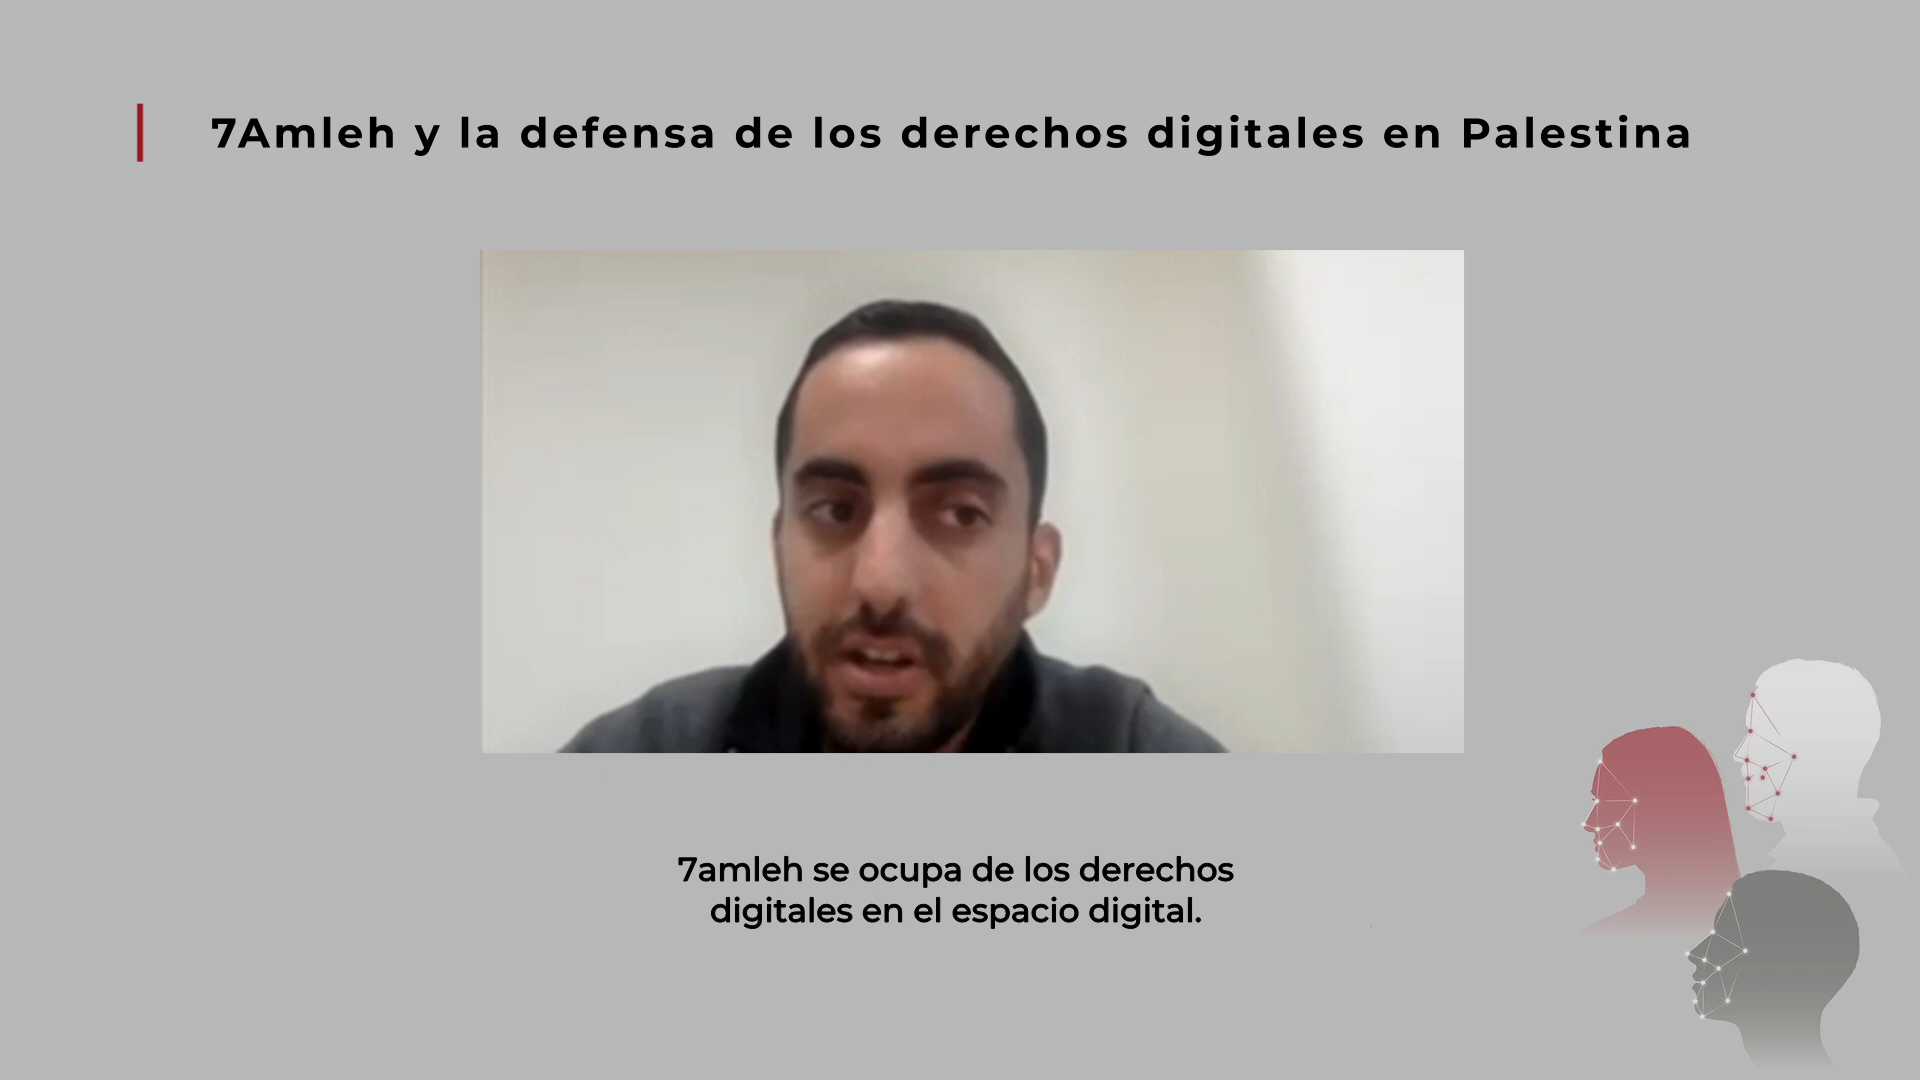 7Amleh y la defensa de los derechos digitales en Palestina
7amleh se ocupa de los derechos
digitales en el espacio digital.